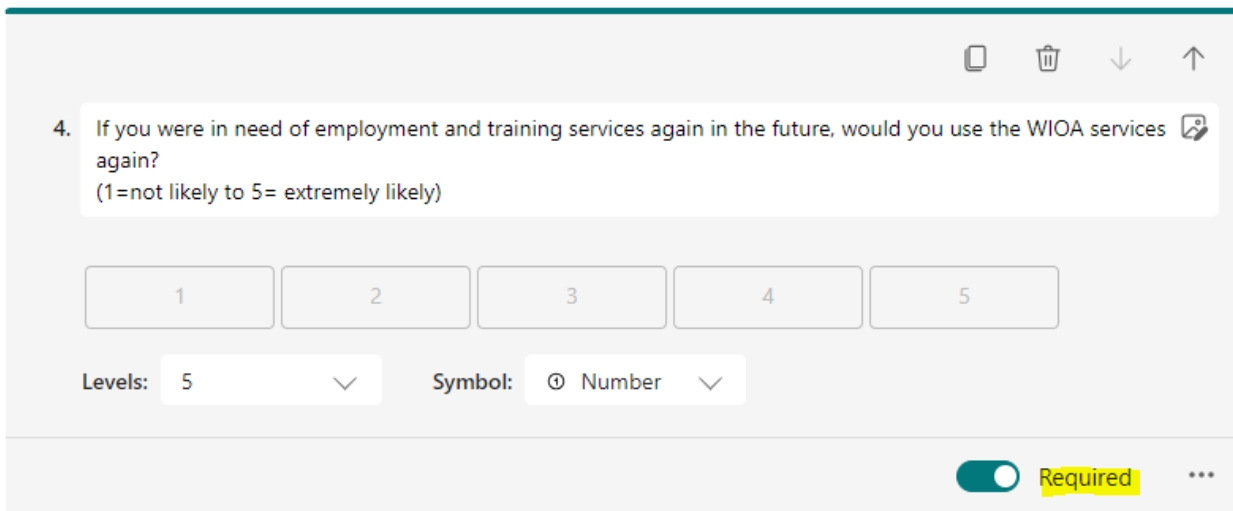 4. If you were in need of employment and training services again in the future, would you use the WIOA services
again?
(1=not likely to 5= extremely likely)
1 2 3 4 5
Levels: 5 Symbol: ① Number
Required